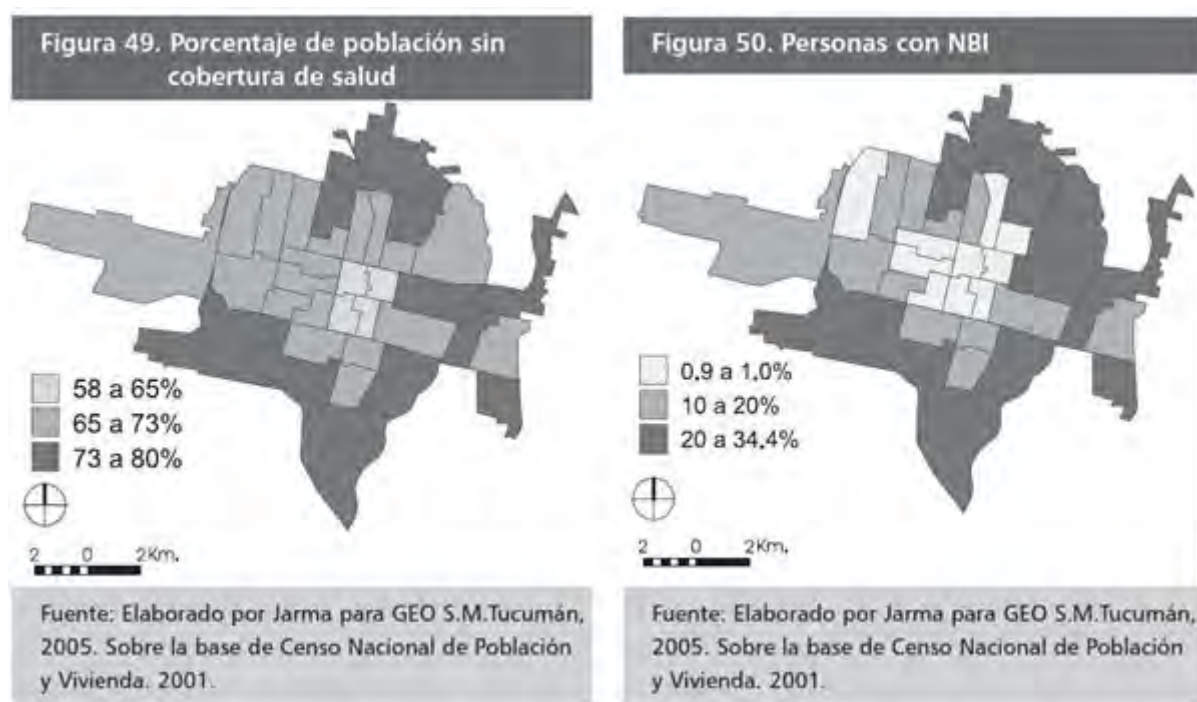 Figura 49. Porcentaje de población sin
cobertura de salud
58 a 65%
65 a 73%
73 a 80%
2 0 2Km.
Fuente: Elaborado por Jarma para GEO S.M.Tucumán,
2005. Sobre la base de Censo Nacional de Población
y Vivienda. 2001.
Figura 50. Personas con NBI
0.9 a 1.0%
10 a 20%
20 a 34.4%
2 0 2Km.
Fuente: Elaborado por Jarma para GEO S.M.Tucumán,
2005. Sobre la base de Censo Nacional de Población
y Vivienda. 2001.